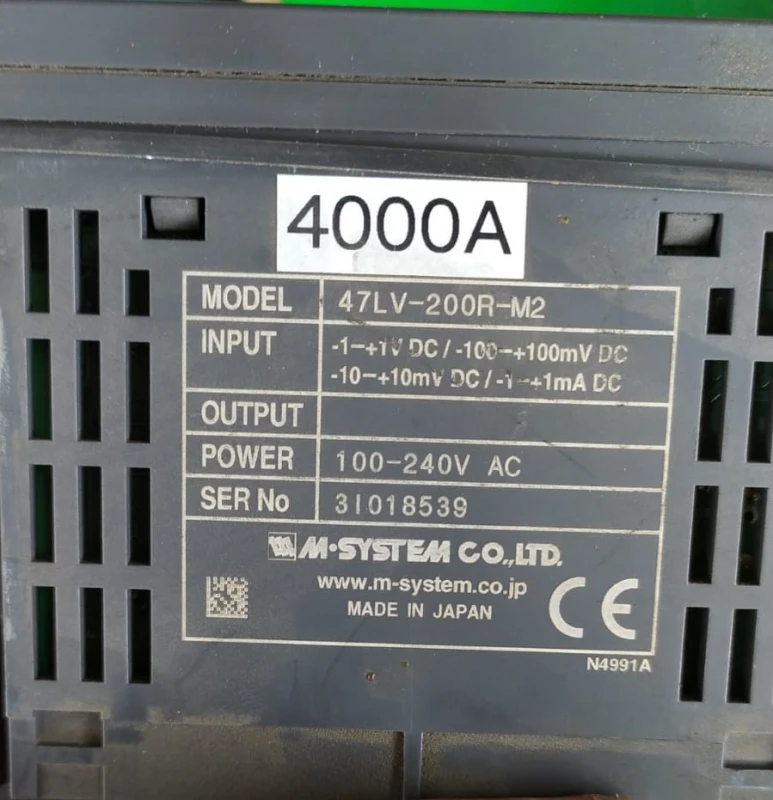 4000A
MODEL 47LV-200R-M2
INPUT -1-+1V DC / -100-+100mV DC
-10-+10mV DC / -1-+1mA DC
OUTPUT
POWER 100-240V AC
SER No 3I018539
M·SYSTEM CO.,LTD.
www.m-system.co.jp
MADE IN JAPAN
CE
N4991A